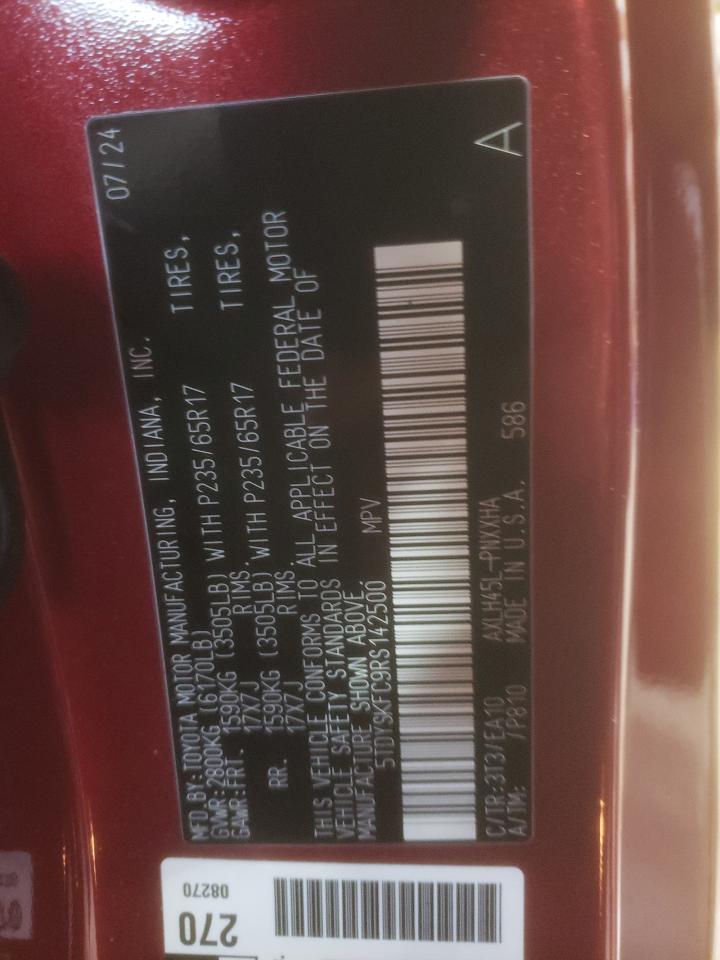 MFD.BY:TOYOTA MOTOR MANUFACTURING, INDIANA, INC. 07/24
GVWR:2800KG (6170LB)
GAWR:FRT. 1590KG (3505LB) WITH P235/65R17 TIRES,
17X7J RIMS.
RR. 1590KG (3505LB) WITH P235/65R17 TIRES,
17X7J RIMS.
THIS VEHICLE CONFORMS TO ALL APPLICABLE FEDERAL MOTOR
VEHICLE SAFETY STANDARDS IN EFFECT ON THE DATE OF
MANUFACTURE SHOWN ABOVE.
5TDY9KFC9RS142500 MPV
C/TR:3T3/EA10 AXLH45L-PNXXHA A
A/TM: /P810 MADE IN U.S.A. 586
270
08270